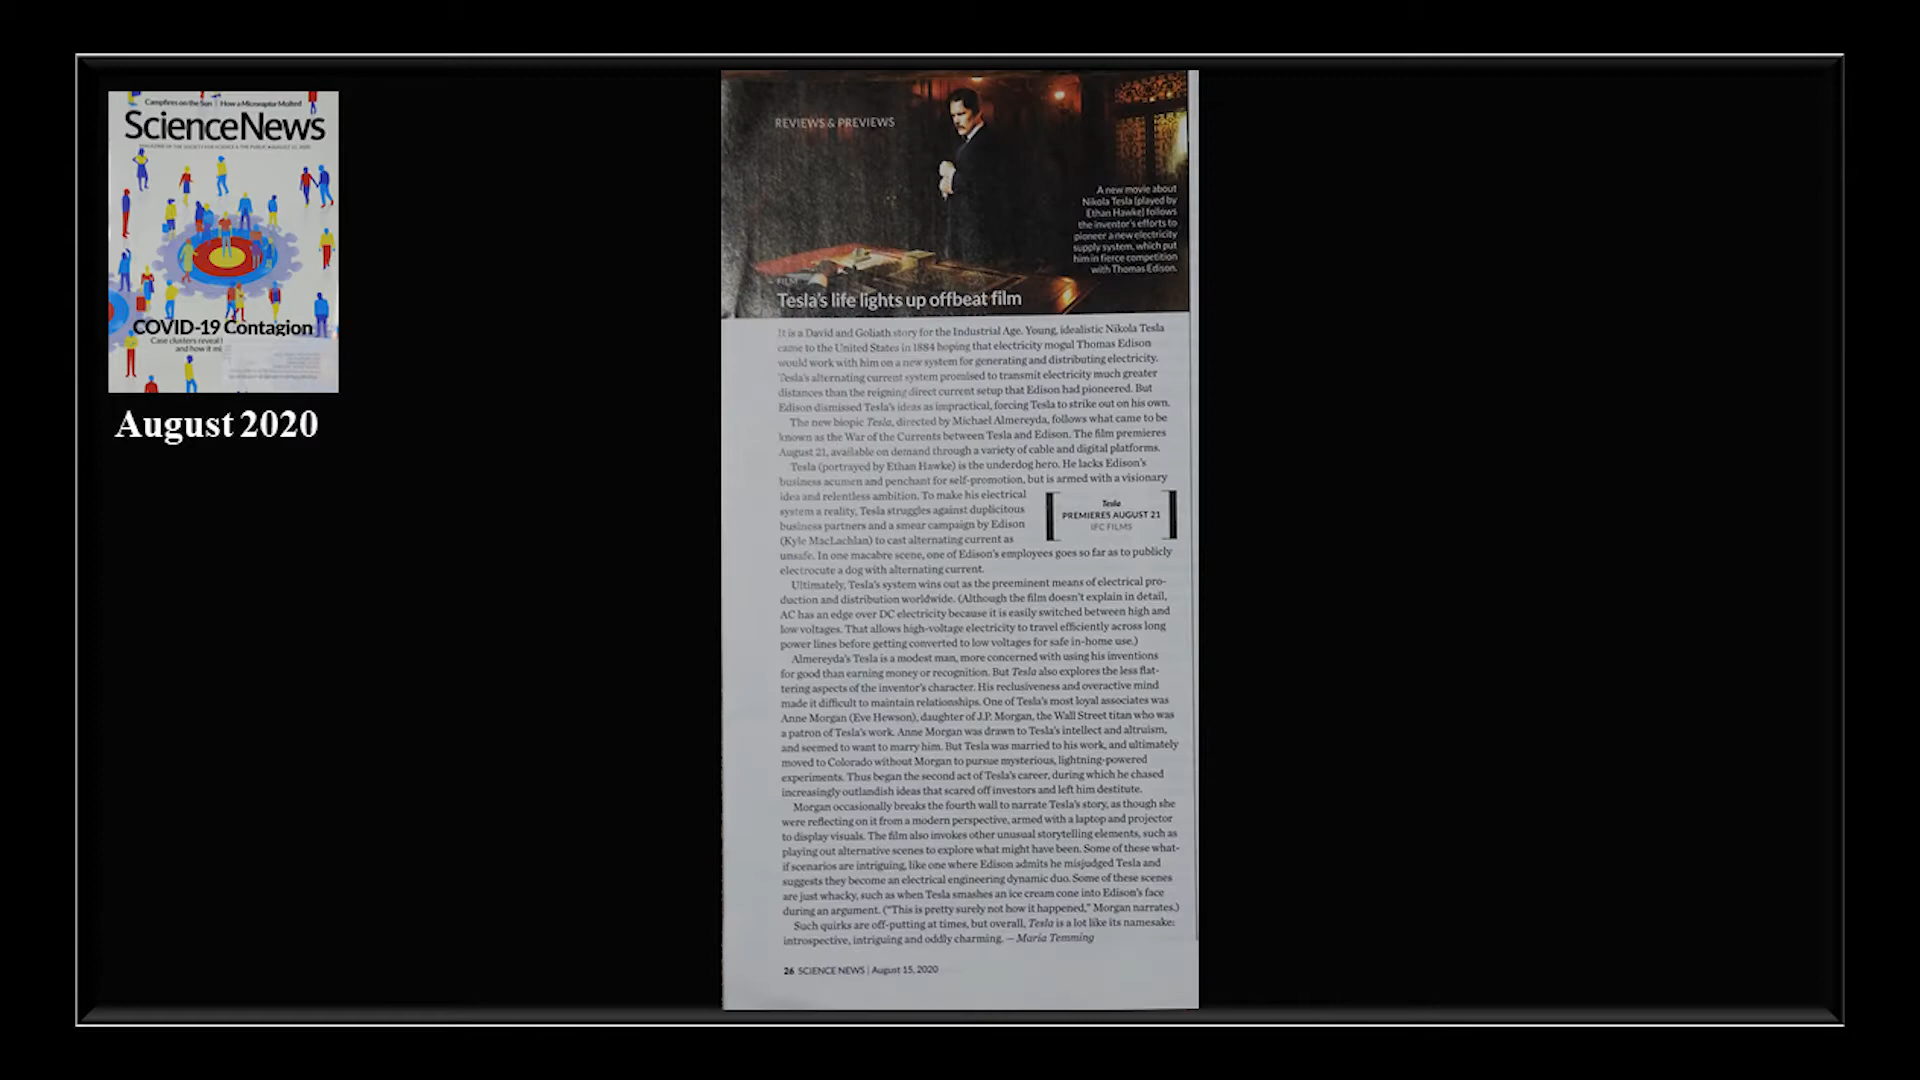 Campfires on the Sun | How a Microraptor Molted
ScienceNews
MAGAZINE OF THE SOCIETY FOR SCIENCE & THE PUBLIC AUGUST 15, 2020
COVID-19 Contagion
Case clusters reveal
and how it
August 2020
REVIEWS & PREVIEWS
A new movie about
Nikola Tesla (played by
Ethan Hawke) follows
the inventor's efforts to
pioneer a new electricity
supply system, which put
him in fierce competition
with Thomas Edison.
FILM
Tesla's life lights up offbeat film
It is a David and Goliath story for the Industrial Age. Young, idealistic Nikola Tesla
came to the United States in 1884 hoping that electricity mogul Thomas Edison
would work with him on a new system for generating and distributing electricity.
Tesla's alternating current system promised to transmit electricity much greater
distances than the reigning direct current setup that Edison had pioneered. But
Edison dismissed Tesla's ideas as impractical, forcing Tesla to strike out on his own.
The new biopic Tesla, directed by Michael Almereyda, follows what came to be
known as the War of the Currents between Tesla and Edison. The film premieres
August 21, available on demand through a variety of cable and digital platforms.
Tesla (portrayed by Ethan Hawke) is the underdog hero. He lacks Edison's
business acumen and penchant for self-promotion, but is armed with a visionary
idea and relentless ambition. To make his electrical
system a reality, Tesla struggles against duplicitous
business partners and a smear campaign by Edison
(Kyle MacLachlan) to cast alternating current as
unsafe. In one macabre scene, one of Edison's employees goes so far as to publicly
electrocute a dog with alternating current.
Tesla
PREMIERES AUGUST 21
IFC FILMS
Ultimately, Tesla's system wins out as the preeminent means of electrical pro-
duction and distribution worldwide. (Although the film doesn't explain in detail,
AC has an edge over DC electricity because it is easily switched between high and
low voltages. That allows high-voltage electricity to travel efficiently across long
power lines before getting converted to low voltages for safe in-home use.)
Almereyda's Tesla is a modest man, more concerned with using his inventions
for good than earning money or recognition. But Tesla also explores the less flat-
tering aspects of the inventor's character. His reclusiveness and overactive mind
made it difficult to maintain relationships. One of Tesla's most loyal associates was
Anne Morgan (Eve Hewson), daughter of J.P. Morgan, the Wall Street titan who was
a patron of Tesla's work. Anne Morgan was drawn to Tesla's intellect and altruism,
and seemed to want to marry him. But Tesla was married to his work, and ultimately
moved to Colorado without Morgan to pursue mysterious, lightning-powered
experiments. Thus began the second act of Tesla's career, during which he chased
increasingly outlandish ideas that scared off investors and left him destitute.
Morgan occasionally breaks the fourth wall to narrate Tesla's story, as though she
were reflecting on it from a modern perspective, armed with a laptop and projector
to display visuals. The film also invokes other unusual storytelling elements, such as
playing out alternative scenes to explore what might have been. Some of these what-
if scenarios are intriguing, like one where Edison admits he misjudged Tesla and
suggests they become an electrical engineering dynamic duo. Some of these scenes
are just whacky, such as when Tesla smashes an ice cream cone into Edison's face
during an argument. ("This is pretty surely not how it happened," Morgan narrates.)
Such quirks are off-putting at times, but overall, Tesla is a lot like its namesake:
introspective, intriguing and oddly charming. — Maria Temming
26 SCIENCE NEWS | August 15, 2020